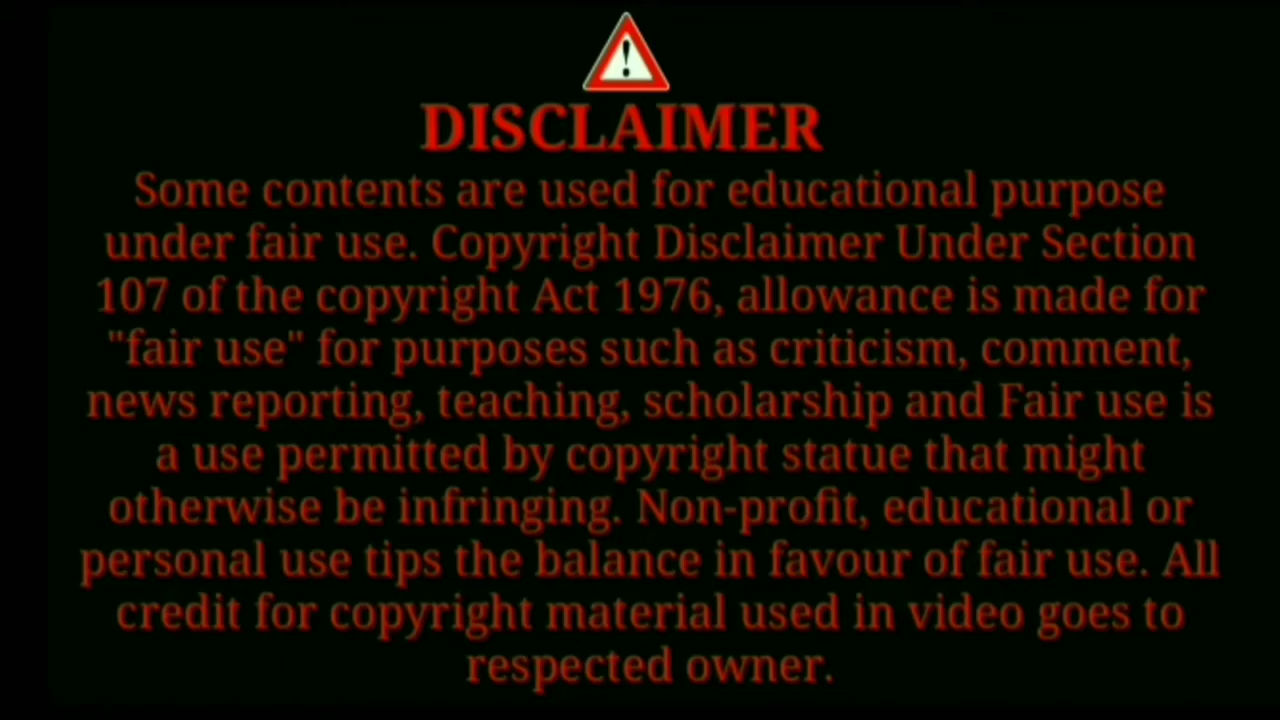 DISCLAIMER
Some contents are used for educational purpose
under fair use. Copyright Disclaimer Under Section
107 of the copyright Act 1976, allowance is made for
"fair use" for purposes such as criticism, comment,
news reporting, teaching, scholarship and Fair use is
a use permitted by copyright statue that might
otherwise be infringing. Non-profit, educational or
personal use tips the balance in favour of fair use. All
credit for copyright material used in video goes to
respected owner.